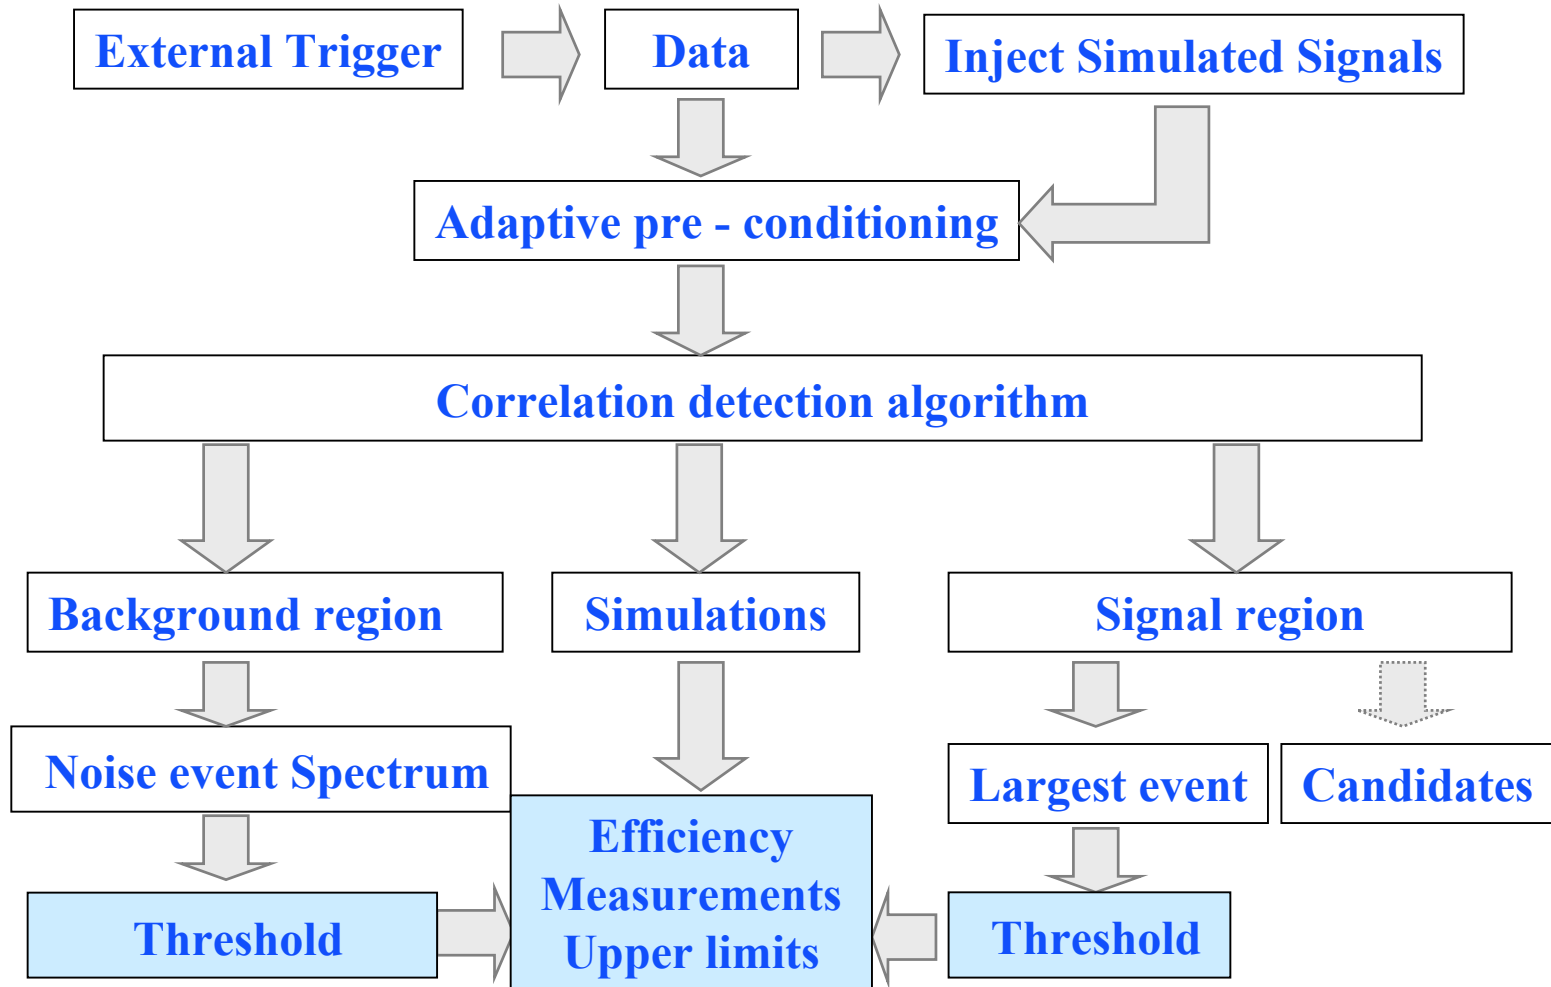 External Trigger
Data
Inject Simulated Signals
Adaptive pre - conditioning
Correlation detection algorithm
Background region
Simulations
Signal region
Noise event Spectrum
Largest event
Candidates
Efficiency
Measurements
Upper limits
Threshold
Threshold